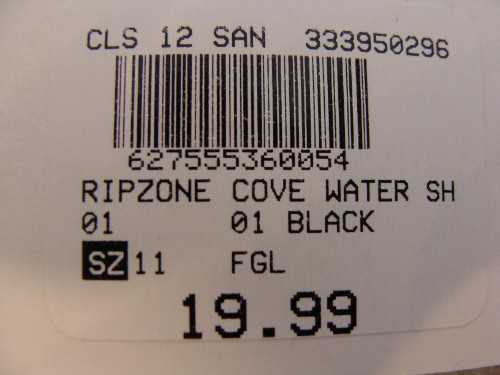 CLS 12 SAN 333950296
627555360054
RIPZONE COVE WATER SH
01 01 BLACK
SZ 11 FGL
19.99